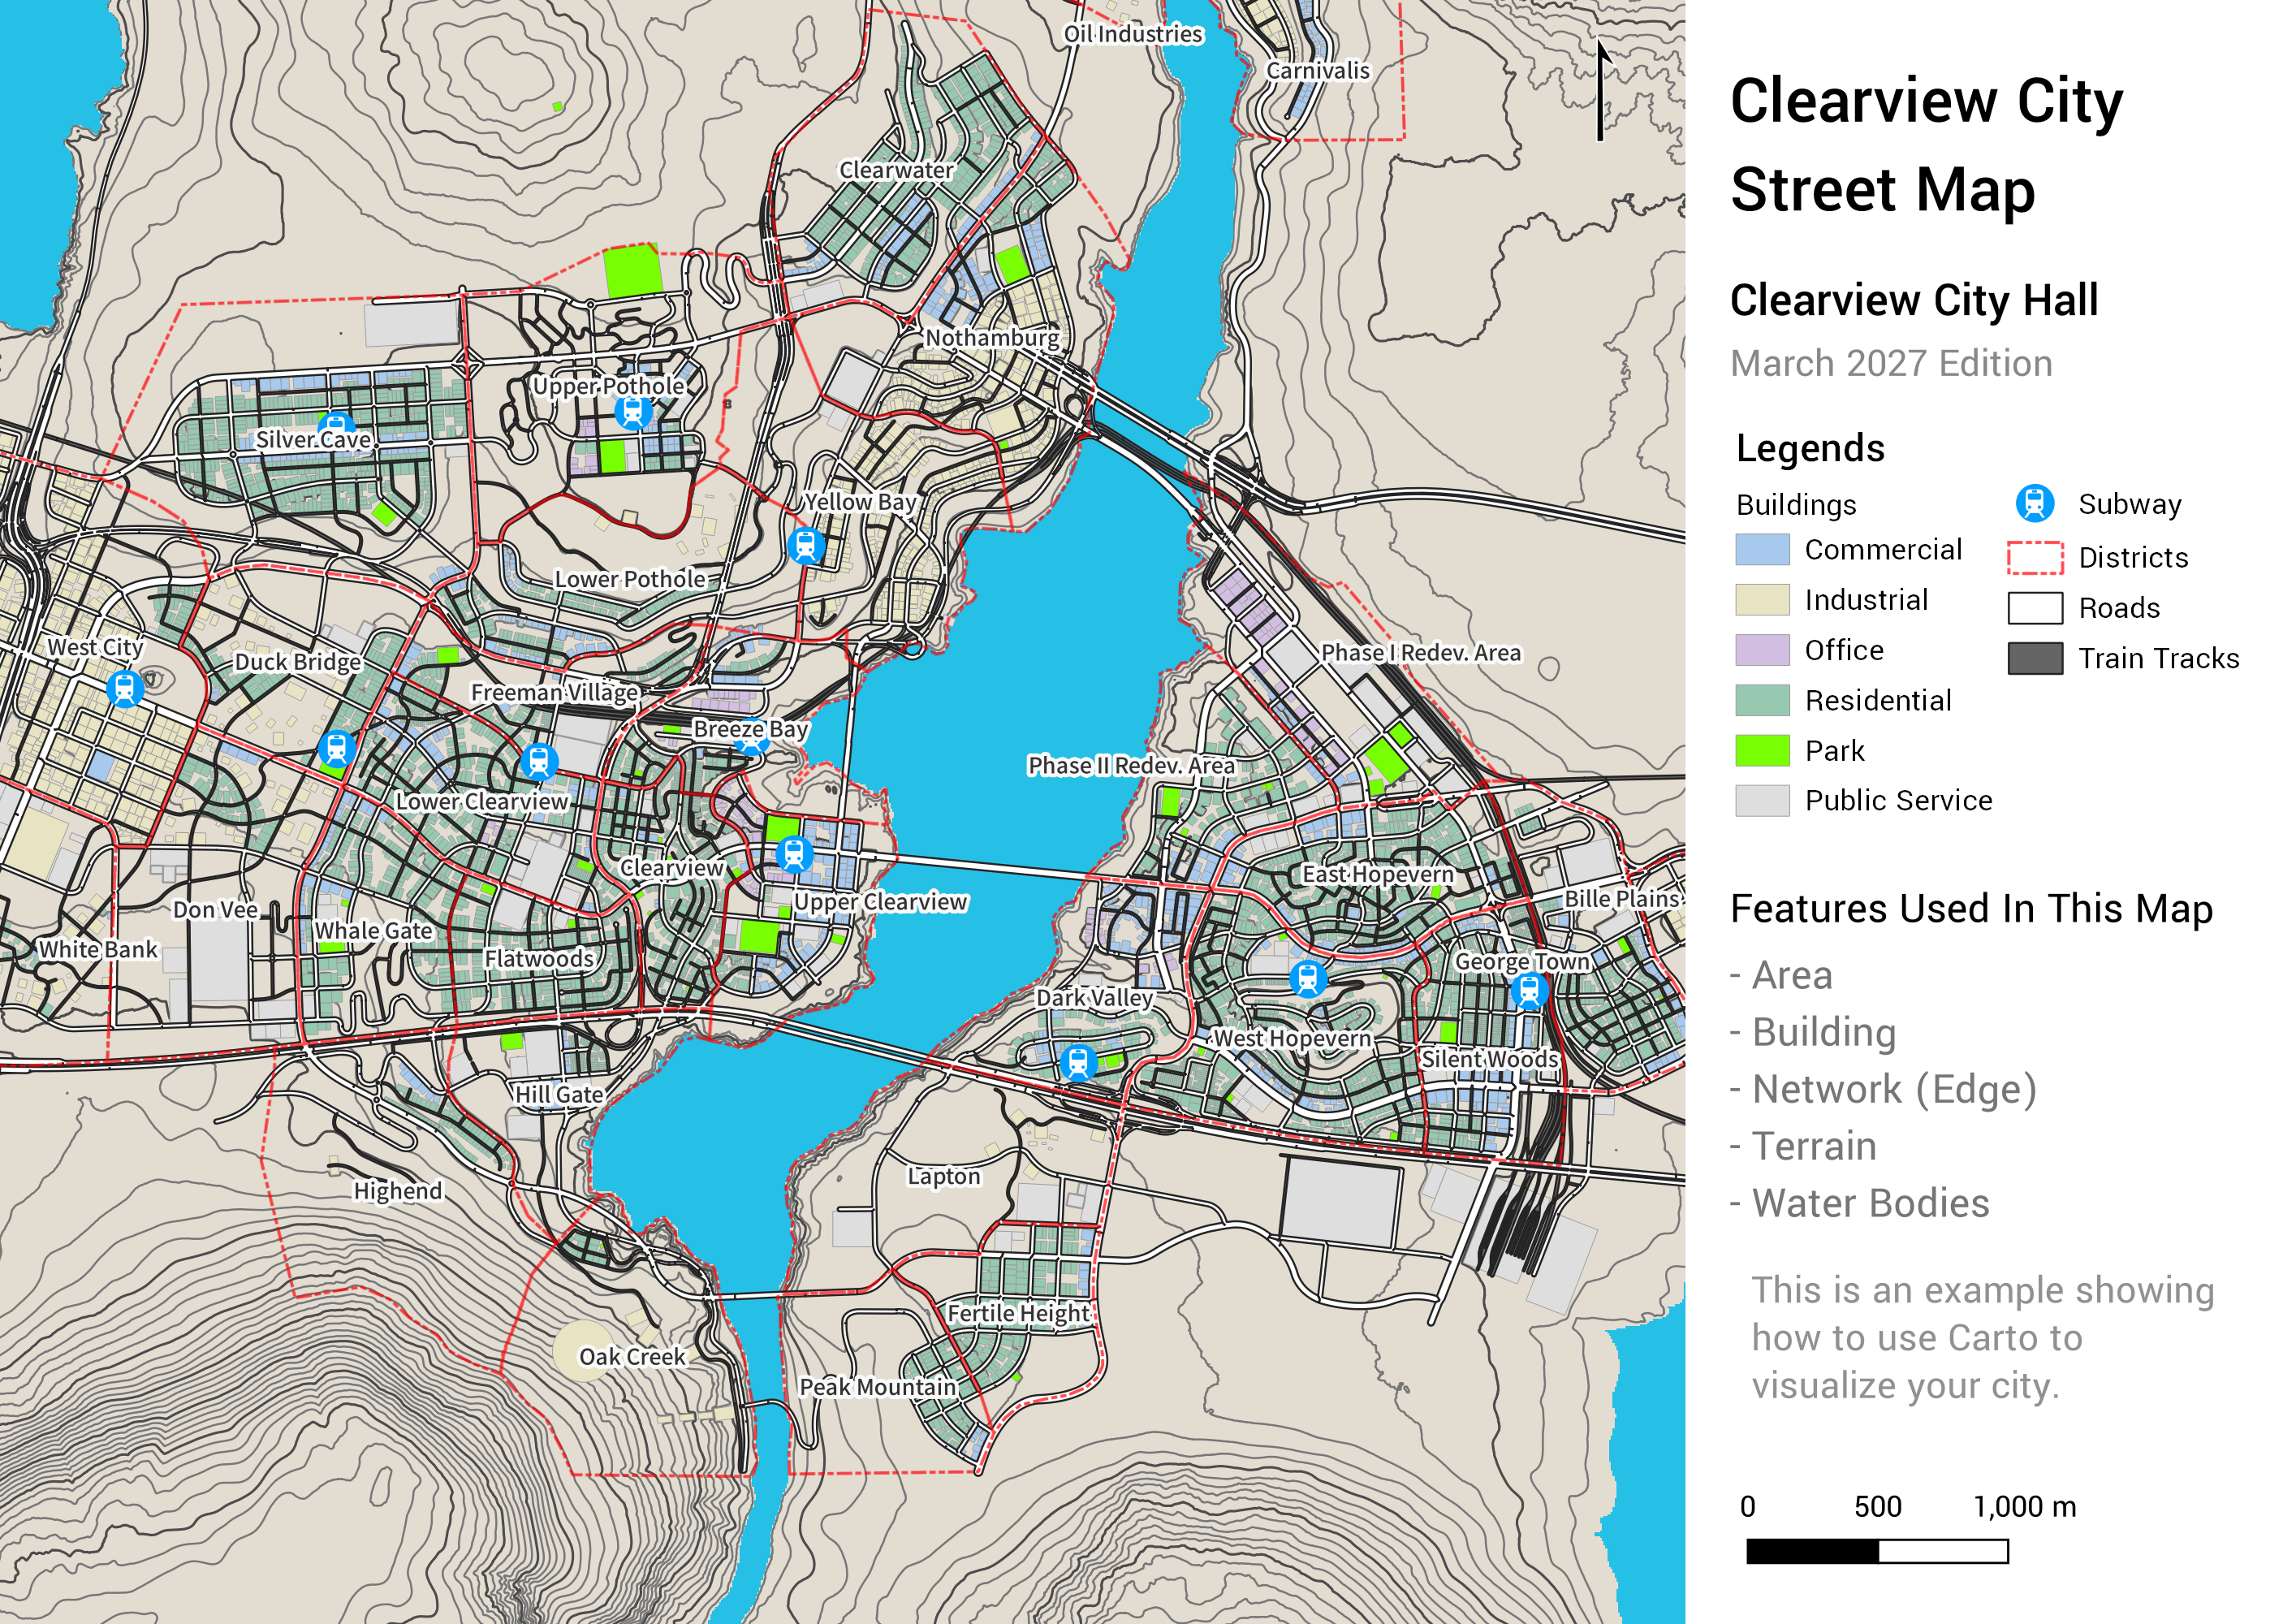 Oil Industries
Carnivalis
Clearwater
Nothamburg
Upper Pothole
Silver Cave
Yellow Bay
Lower Pothole
West City
Duck Bridge
Phase I Redev. Area
Freeman Village
Breeze Bay
Phase II Redev. Area
Lower Clearview
Clearview
East Hopevern
Upper Clearview
Bille Plains
Don Vee
Whale Gate
White Bank
Flatwoods
George Town
Dark Valley
West Hopevern
Silent Woods
Hill Gate
Lapton
Highend
Fertile Height
Oak Creek
Peak Mountain
Clearview City
Street Map
Clearview City Hall
March 2027 Edition
Legends
Buildings
Commercial
Industrial
Office
Residential
Park
Public Service
Subway
Districts
Roads
Train Tracks
Features Used In This Map
- Area
- Building
- Network (Edge)
- Terrain
- Water Bodies
This is an example showing
how to use Carto to
visualize your city.
0 500 1,000 m